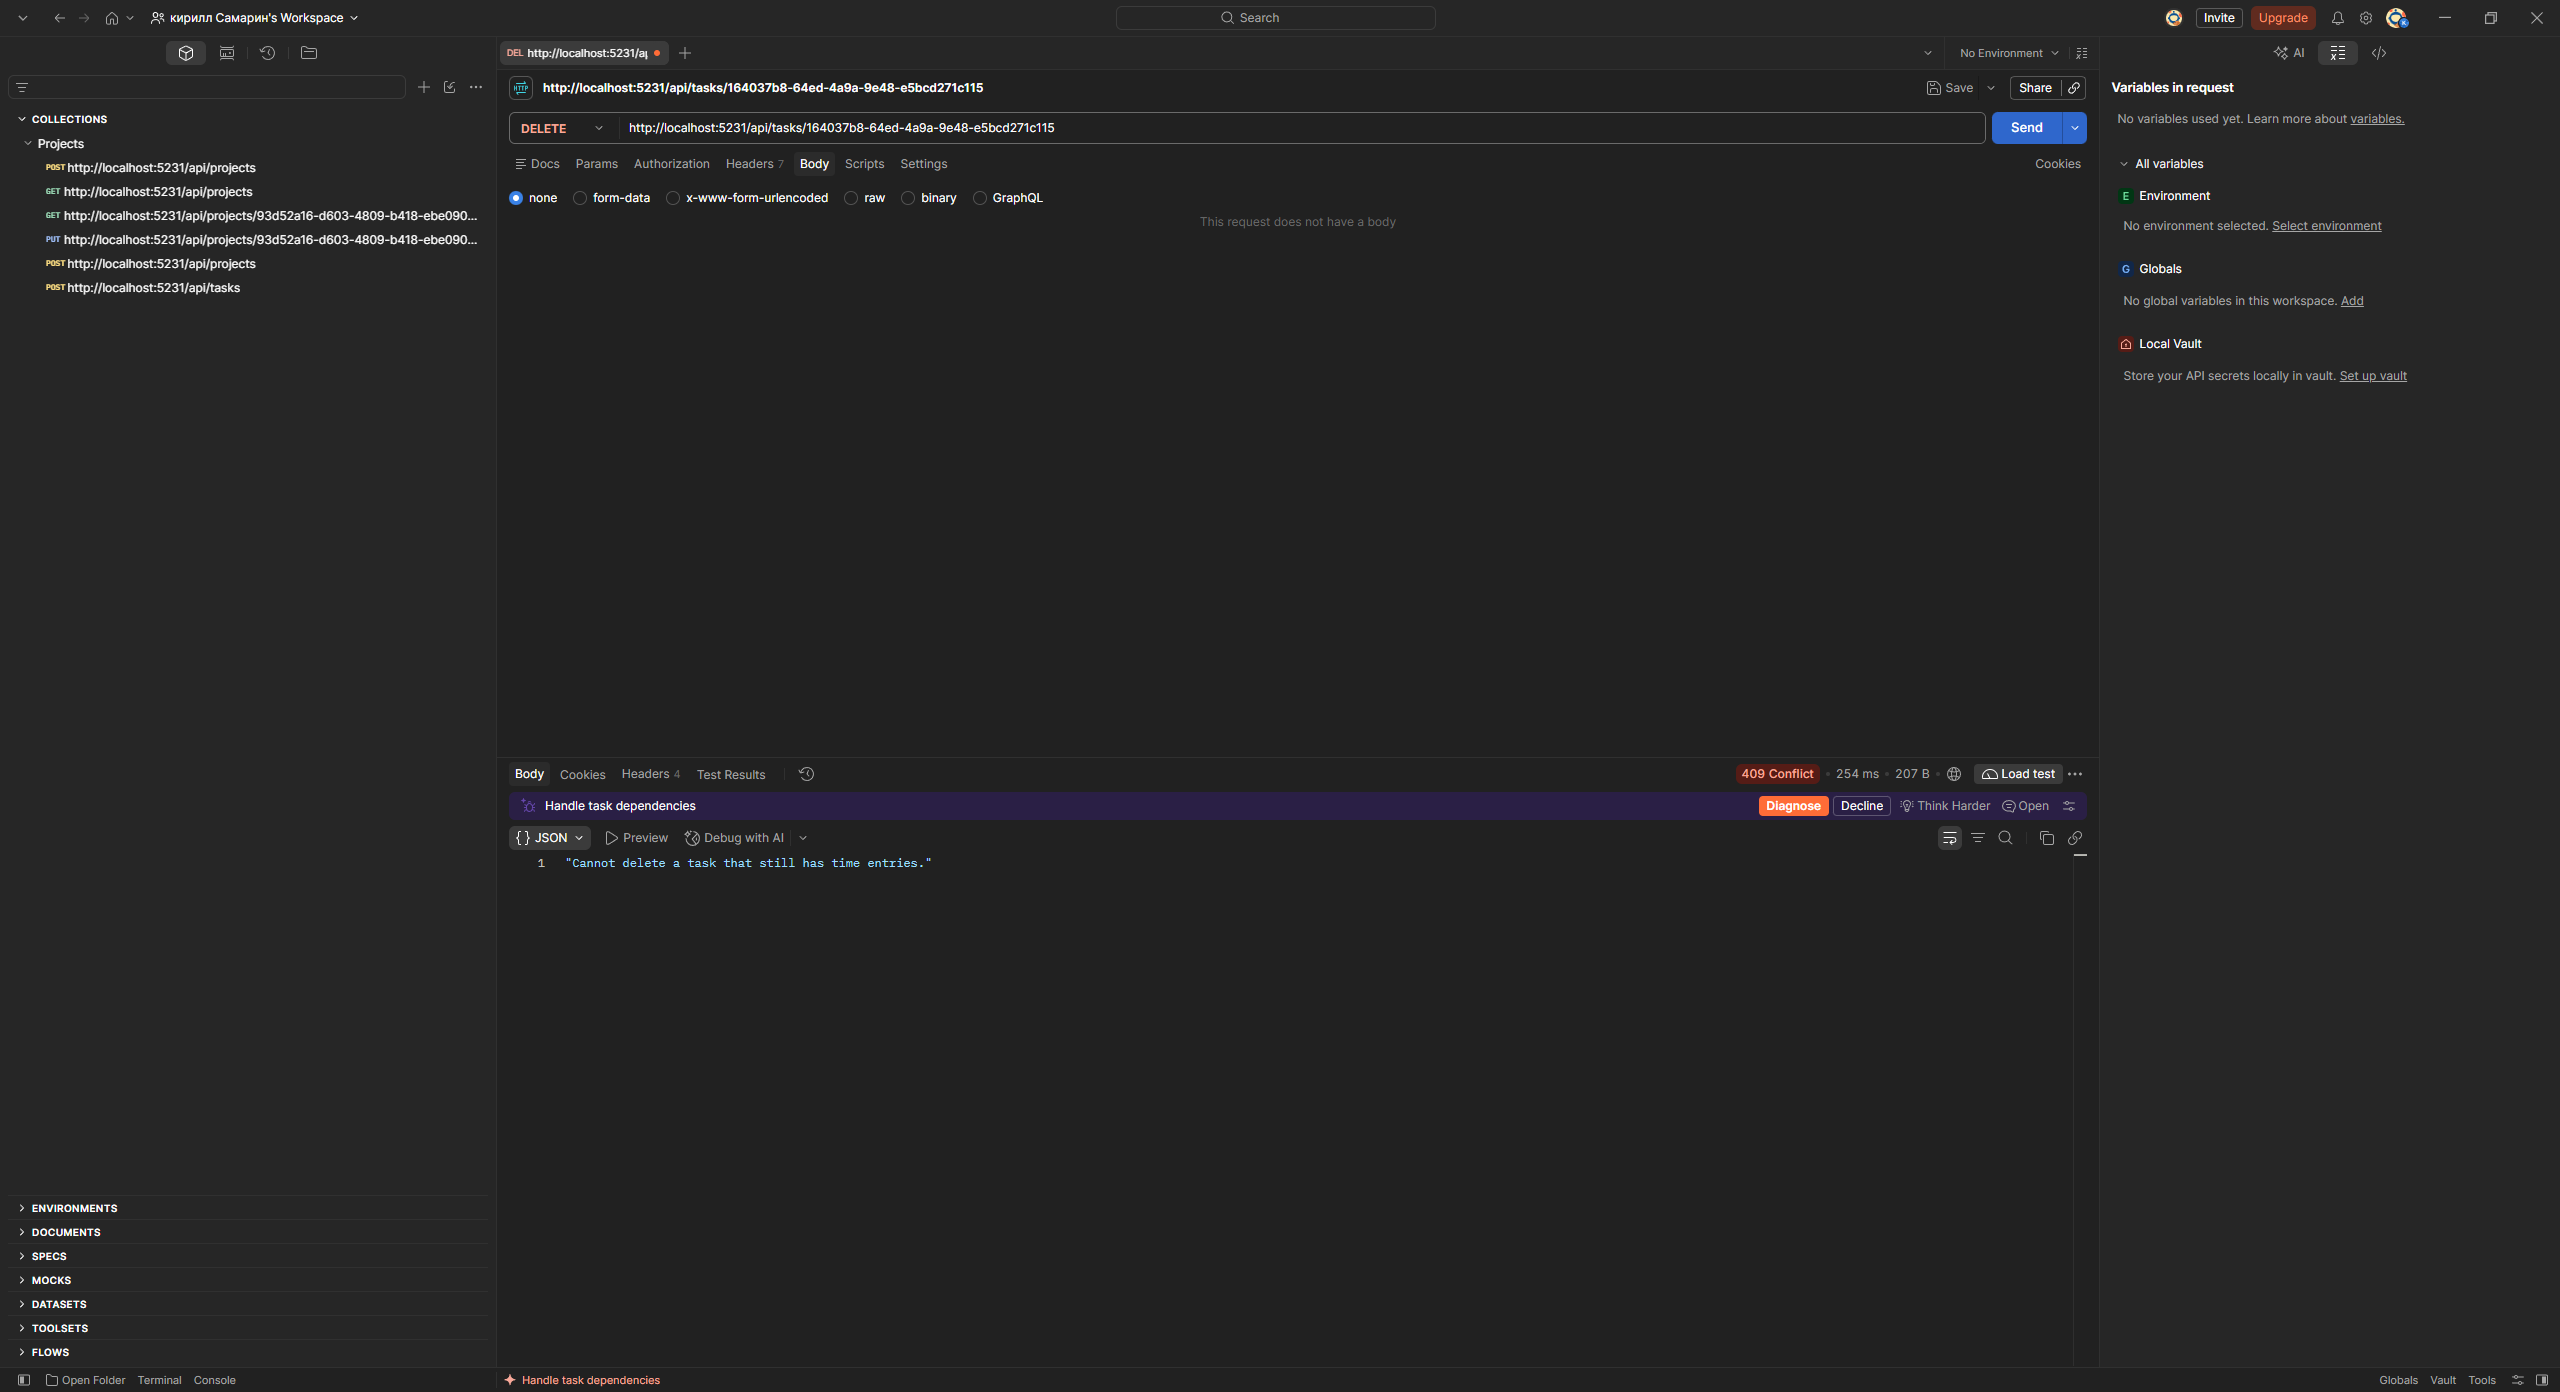 кирилл Самарин's Workspace
Search
Invite
Upgrade
DEL http://localhost:5231/a
No Environment
AI
http://localhost:5231/api/tasks/164037b8-64ed-4a9a-9e48-e5bcd271c115
Save
Share
Variables in request
COLLECTIONS
No variables used yet. Learn more about variables.
DELETE
http://localhost:5231/api/tasks/164037b8-64ed-4a9a-9e48-e5bcd271c115
Send
Projects
Docs
Params
Authorization
Headers 7
Body
Scripts
Settings
Cookies
All variables
POST http://localhost:5231/api/projects
GET http://localhost:5231/api/projects
none
form-data
x-www-form-urlencoded
raw
binary
GraphQL
E Environment
GET http://localhost:5231/api/projects/93d52a16-d603-4809-b418-ebe090...
This request does not have a body
No environment selected. Select environment
PUT http://localhost:5231/api/projects/93d52a16-d603-4809-b418-ebe090...
POST http://localhost:5231/api/projects
G Globals
POST http://localhost:5231/api/tasks
No global variables in this workspace. Add
Local Vault
Store your API secrets locally in vault. Set up vault
Body
Cookies
Headers 4
Test Results
409 Conflict
254 ms
207 B
Load test
Handle task dependencies
Diagnose
Decline
Think Harder
Open
{} JSON
Preview
Debug with AI
1 "Cannot delete a task that still has time entries."
ENVIRONMENTS
DOCUMENTS
SPECS
MOCKS
DATASETS
TOOLSETS
FLOWS
Open Folder
Terminal
Console
Handle task dependencies
Globals
Vault
Tools